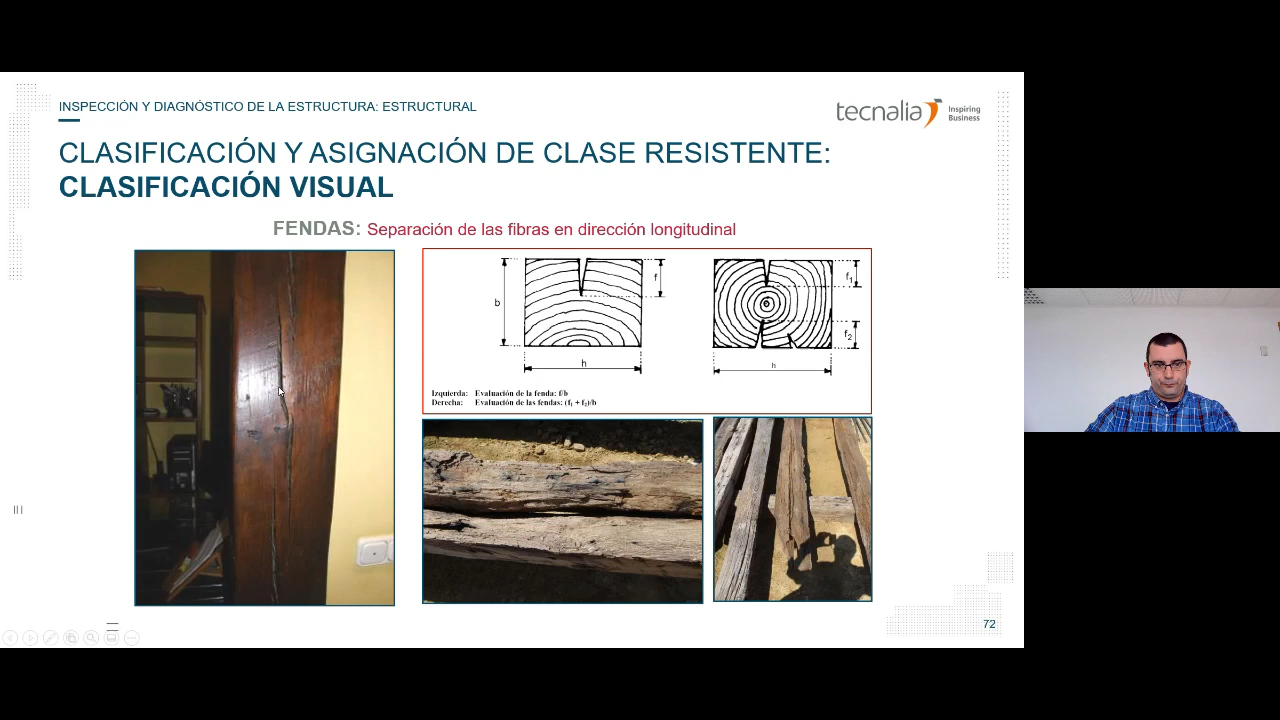 INSPECCIÓN Y DIAGNÓSTICO DE LA ESTRUCTURA: ESTRUCTURAL
tecnalia Inspiring Business
CLASIFICACIÓN Y ASIGNACIÓN DE CLASE RESISTENTE:
CLASIFICACIÓN VISUAL
FENDAS: Separación de las fibras en dirección longitudinal
b
f
h
f1
f2
h
Izquierda: Evaluación de la fenda: f/b
Derecha: Evaluación de las fendas: (f1 + f2)/b
72